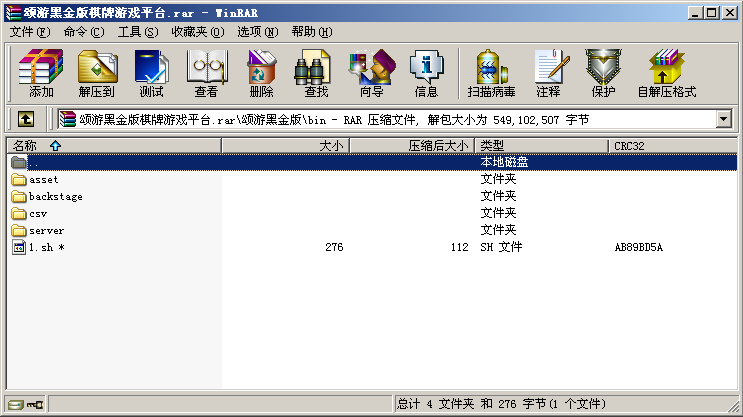 颂游黑金版棋牌游戏平台.rar - WinRAR
文件(F) 命令(C) 工具(S) 收藏夹(O) 选项(N) 帮助(H)
添加 解压到 测试 查看 删除 查找 向导 信息 扫描病毒 注释 保护 自解压格式
颂游黑金版棋牌游戏平台.rar\颂游黑金版\bin - RAR 压缩文件, 解包大小为 549,102,507 字节
名称 大小 压缩后大小 类型 CRC32
.. 本地磁盘
asset 文件夹
backstage 文件夹
csv 文件夹
server 文件夹
1.sh * 276 112 SH 文件 AB89BD5A
总计 4 文件夹 和 276 字节(1 个文件)